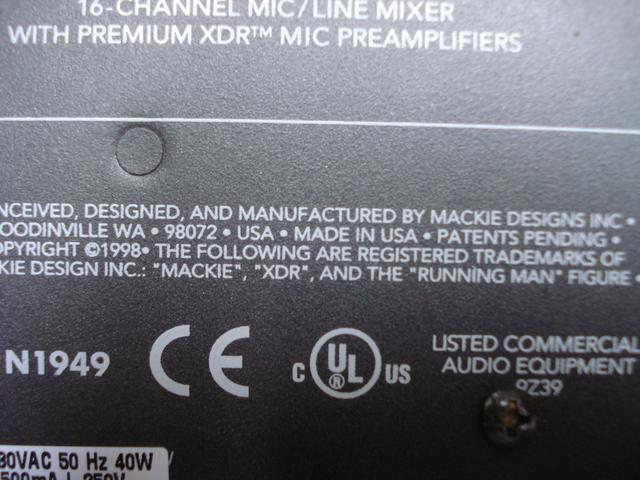 16-CHANNEL MIC/LINE MIXER
WITH PREMIUM XDR™ MIC PREAMPLIFIERS
NCEIVED, DESIGNED, AND MANUFACTURED BY MACKIE DESIGNS INC •
OODINVILLE WA • 98072 • USA • MADE IN USA • PATENTS PENDING •
OPYRIGHT ©1998• THE FOLLOWING ARE REGISTERED TRADEMARKS OF
KIE DESIGN INC.: "MACKIE", "XDR", AND THE "RUNNING MAN" FIGURE
N1949 CE C UL ® US
LISTED COMMERCIAL
AUDIO EQUIPMENT
9Z39
30VAC 50 Hz 40W
500mA L 250V